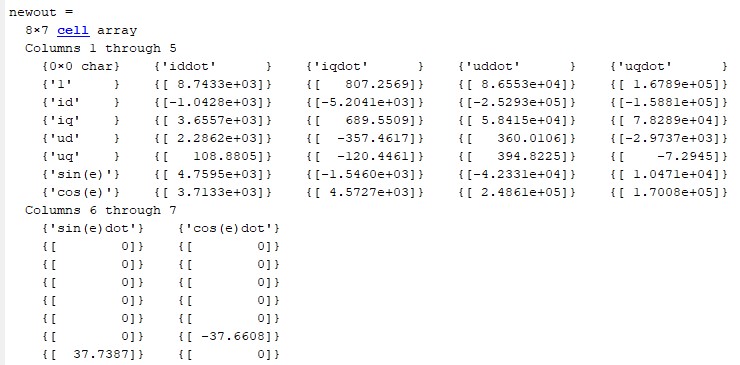 newout =
  8×7 cell array
  Columns 1 through 5
    {0×0 char}    {'iddot'      }    {'iqdot'      }    {'uddot'      }    {'uqdot'      }
    {'1'     }    {[ 8.7433e+03]}    {[   807.2569]}    {[ 8.6553e+04]}    {[ 1.6789e+05]}
    {'id'    }    {[-1.0428e+03]}    {[-5.2041e+03]}    {[-2.5293e+05]}    {[-1.5881e+05]}
    {'iq'    }    {[ 3.6557e+03]}    {[   689.5509]}    {[ 5.8415e+04]}    {[ 7.8289e+04]}
    {'ud'    }    {[ 2.2862e+03]}    {[  -357.4617]}    {[   360.0106]}    {[-2.9737e+03]}
    {'uq'    }    {[   108.8805]}    {[  -120.4461]}    {[   394.8225]}    {[    -7.2945]}
    {'sin(e)'}    {[ 4.7595e+03]}    {[-1.5460e+03]}    {[-4.2331e+04]}    {[ 1.0471e+04]}
    {'cos(e)'}    {[ 3.7133e+03]}    {[ 4.5727e+03]}    {[ 2.4861e+05]}    {[ 1.7008e+05]}
  Columns 6 through 7
    {'sin(e)dot'}    {'cos(e)dot'}
    {[        0]}    {[        0]}
    {[        0]}    {[        0]}
    {[        0]}    {[        0]}
    {[        0]}    {[        0]}
    {[        0]}    {[        0]}
    {[        0]}    {[ -37.6608]}
    {[  37.7387]}    {[        0]}